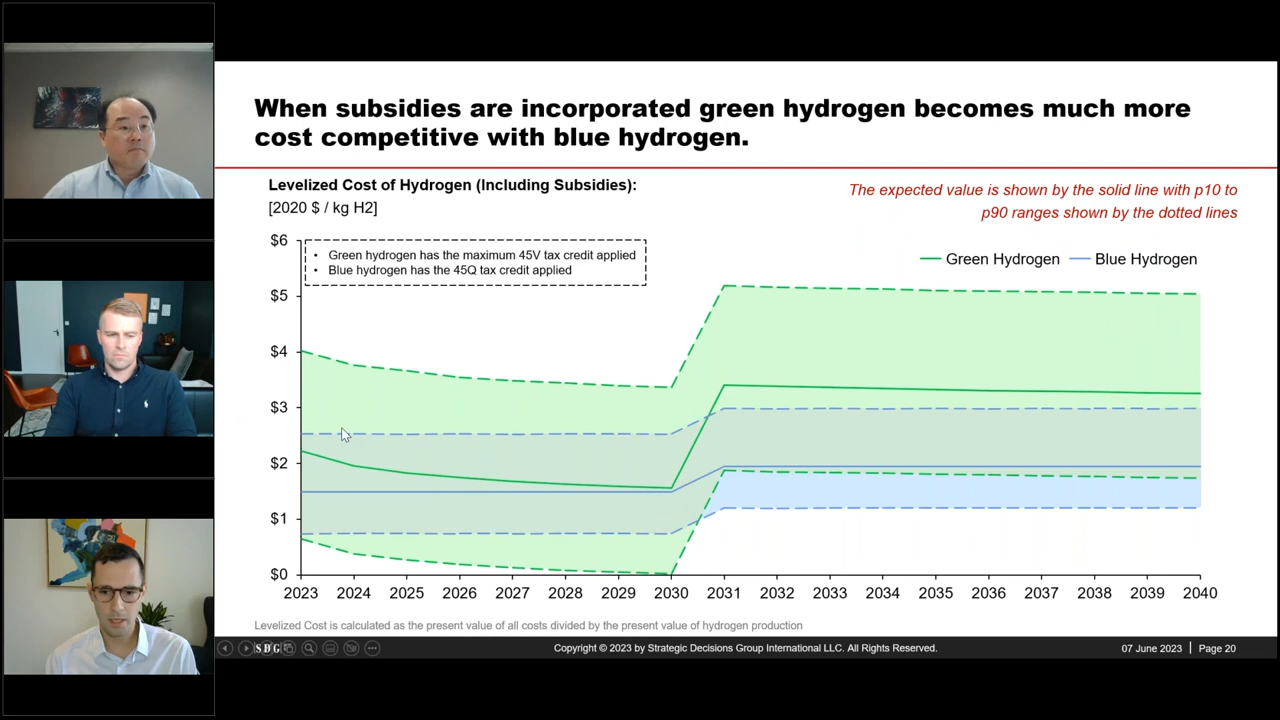 When subsidies are incorporated green hydrogen becomes much more
cost competitive with blue hydrogen.
Levelized Cost of Hydrogen (Including Subsidies):
[2020 $ / kg H2]
The expected value is shown by the solid line with p10 to
p90 ranges shown by the dotted lines
• Green hydrogen has the maximum 45V tax credit applied
• Blue hydrogen has the 45Q tax credit applied
Green Hydrogen
Blue Hydrogen
$6
$5
$4
$3
$2
$1
$0
2023 2024 2025 2026 2027 2028 2029 2030 2031 2032 2033 2034 2035 2036 2037 2038 2039 2040
Levelized Cost is calculated as the present value of all costs divided by the present value of hydrogen production
SDG
Copyright © 2023 by Strategic Decisions Group International LLC. All Rights Reserved.
07 June 2023 | Page 20